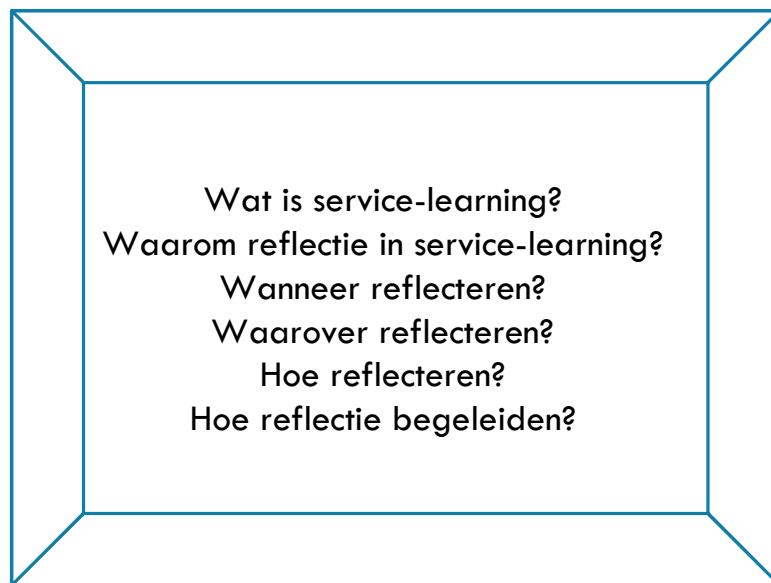 Wat is service-learning?
Waarom reflectie in service-learning?
Wanneer reflecteren?
Waarover reflecteren?
Hoe reflecteren?
Hoe reflectie begeleiden?